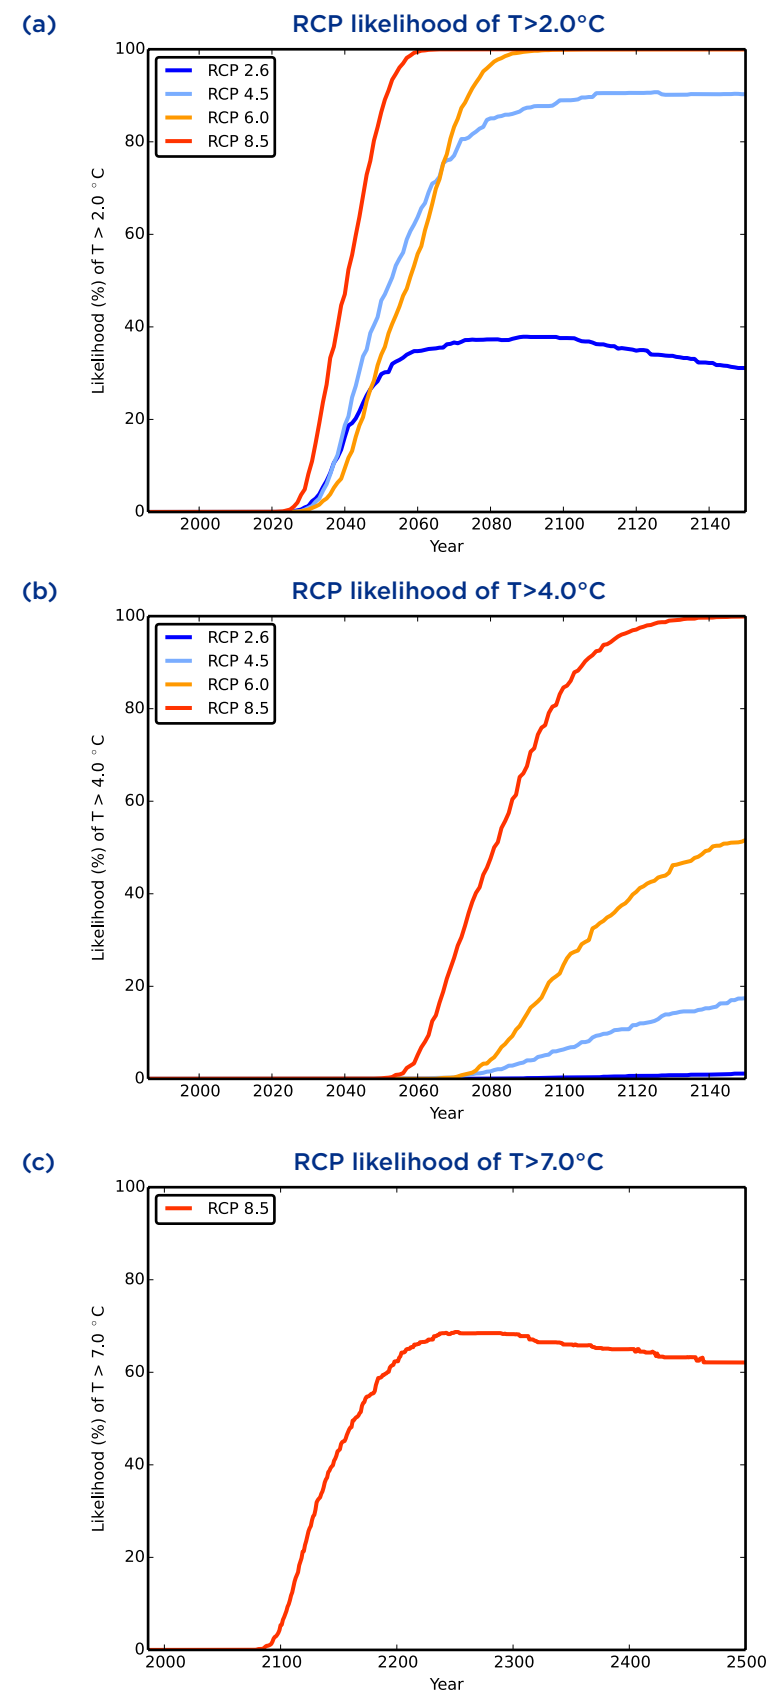 (a) RCP likelihood of T>2.0°C
100
80
60
40
20
0
Likelihood (%) of T > 2.0 °C
RCP 2.6
RCP 4.5
RCP 6.0
RCP 8.5
2000 2020 2040 2060 2080 2100 2120 2140
Year
(b) RCP likelihood of T>4.0°C
100
80
60
40
20
0
Likelihood (%) of T > 4.0 °C
RCP 2.6
RCP 4.5
RCP 6.0
RCP 8.5
2000 2020 2040 2060 2080 2100 2120 2140
Year
(c) RCP likelihood of T>7.0°C
100
80
60
40
20
0
Likelihood (%) of T > 7.0 °C
RCP 8.5
2000 2100 2200 2300 2400 2500
Year